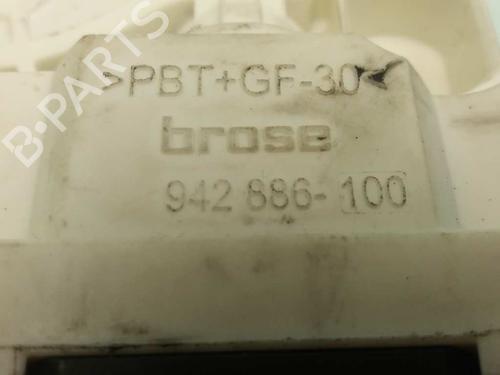 B-PARTS
>PBT+GF-30<
brose
942 886-100